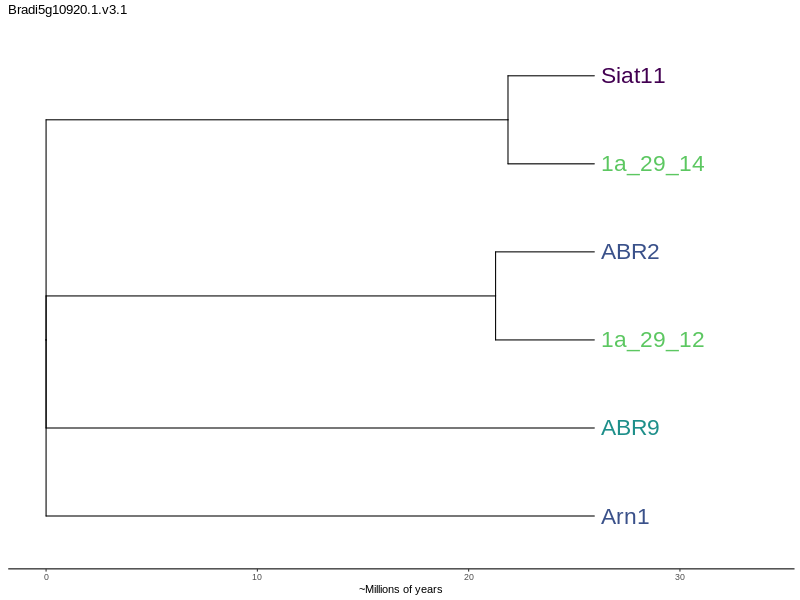 Bradi5g10920.1.v3.1
Siat11
1a_29_14
ABR2
1a_29_12
ABR9
Arn1
0 10 20 30
~Millions of years